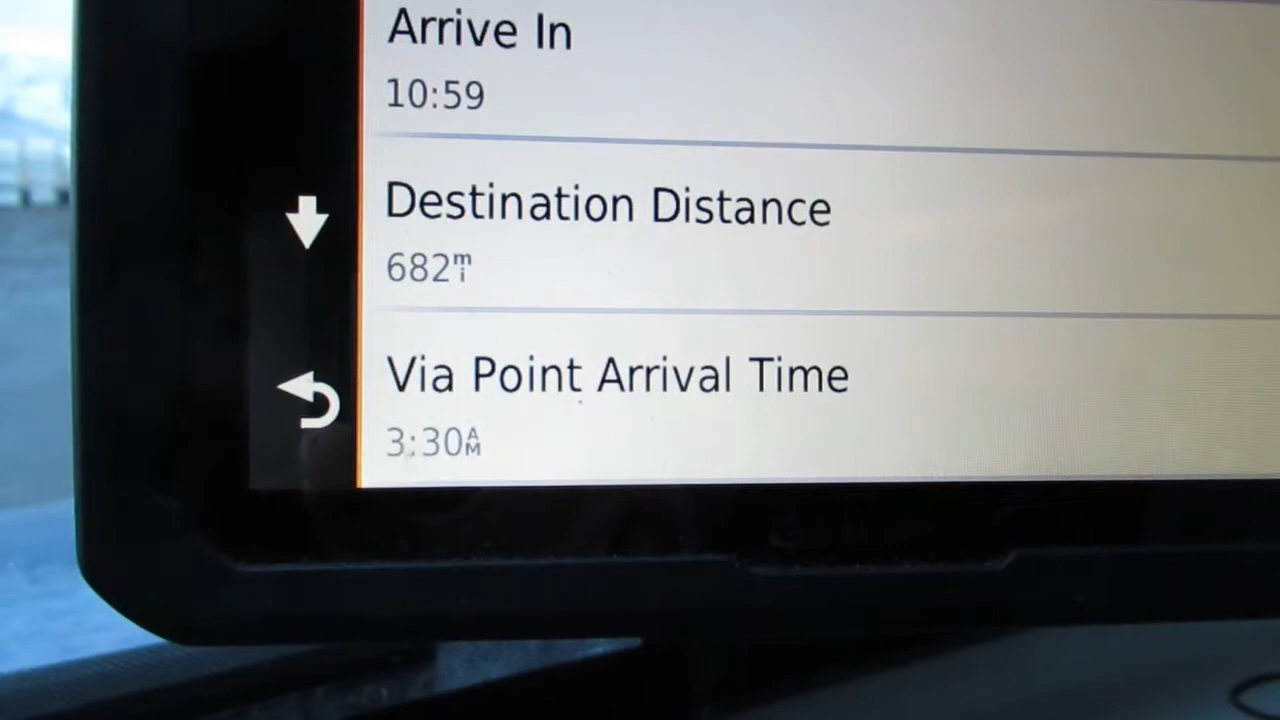 Arrive In
10:59
Destination Distance
682mi
Via Point Arrival Time
3:30AM